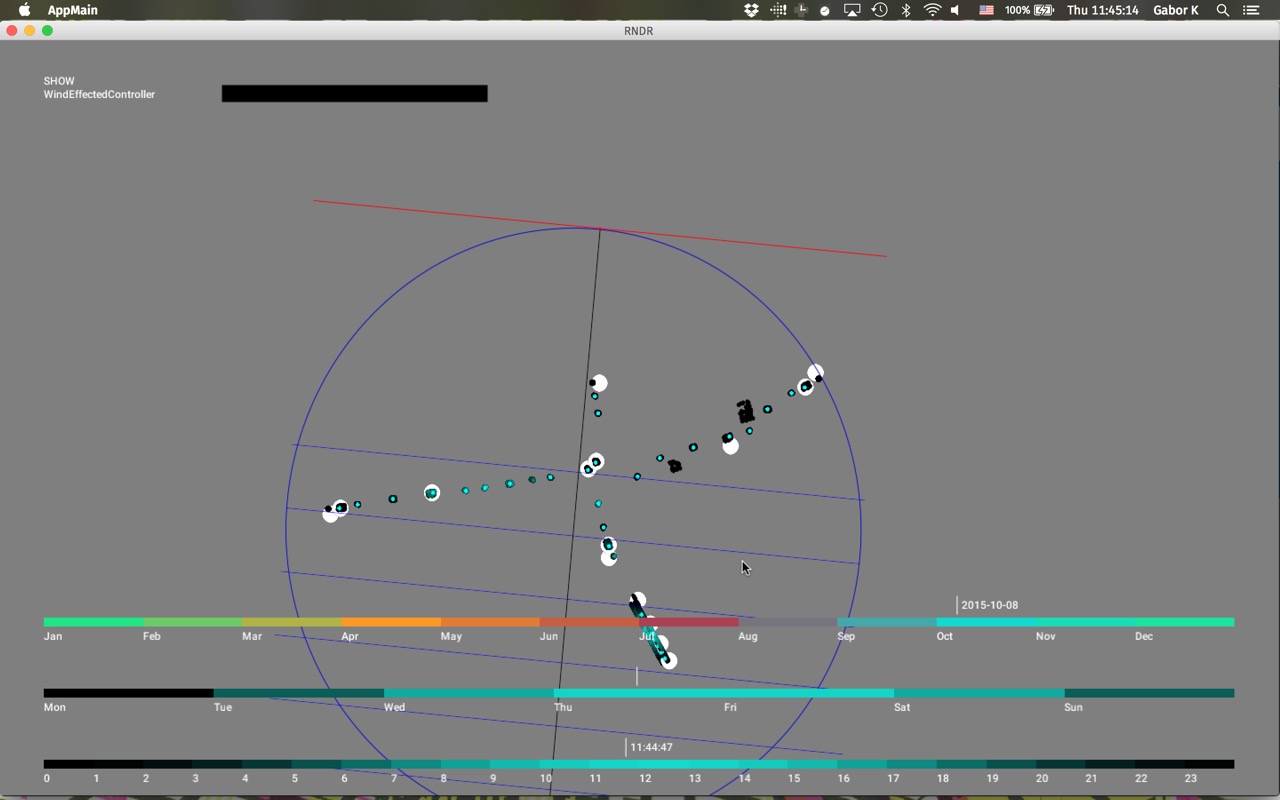 AppMain
100%
Thu 11:45:14
Gabor K
RNDR
SHOW
WindEffectedController
2015-10-08
Jan Feb Mar Apr May Jun Jul Aug Sep Oct Nov Dec
Mon Tue Wed Thu Fri Sat Sun
11:44:47
0 1 2 3 4 5 6 7 8 9 10 11 12 13 14 15 16 17 18 19 20 21 22 23